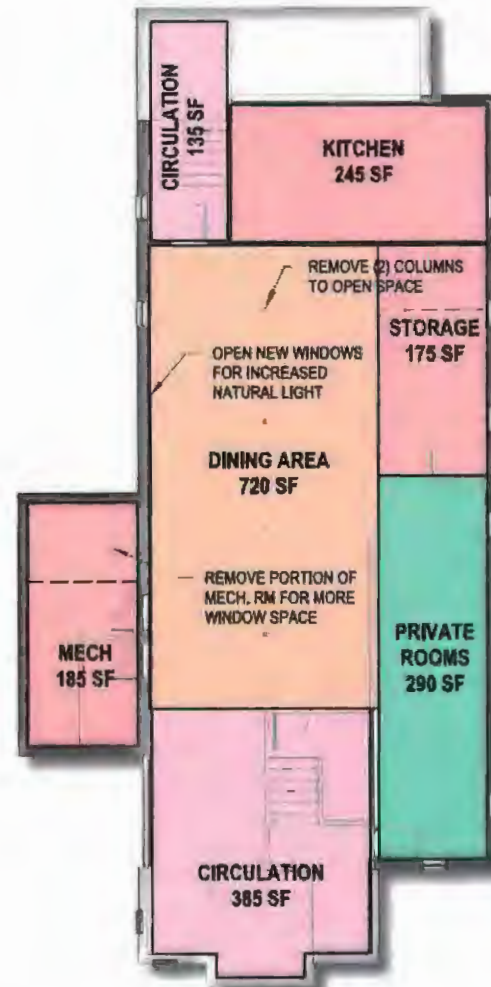 CIRCULATION
135 SF
KITCHEN
245 SF
REMOVE (2) COLUMNS
TO OPEN SPACE
STORAGE
175 SF
OPEN NEW WINDOWS
FOR INCREASED
NATURAL LIGHT
DINING AREA
720 SF
REMOVE PORTION OF
MECH. RM FOR MORE
WINDOW SPACE
MECH
185 SF
PRIVATE
ROOMS
290 SF
CIRCULATION
385 SF